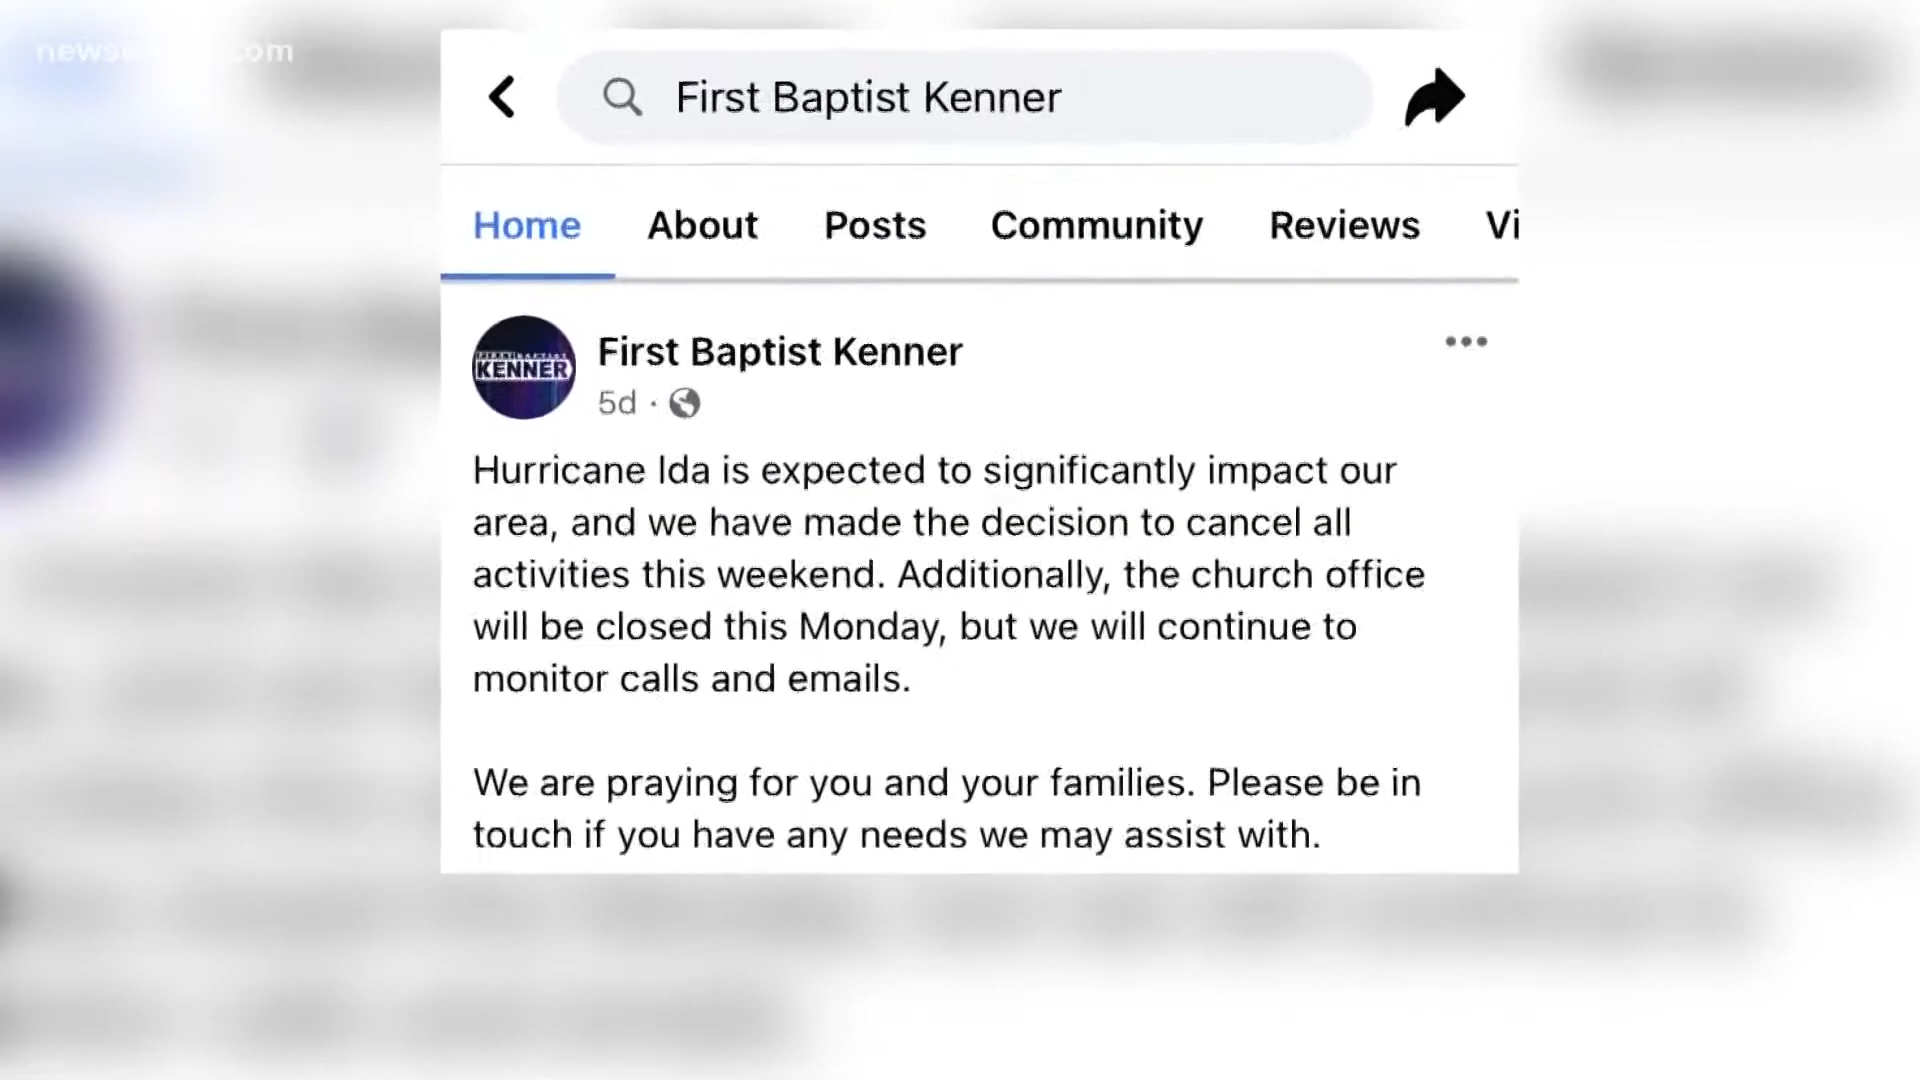 First Baptist Kenner
Home About Posts Community Reviews Vi
KENNER
First Baptist Kenner
5d ·
Hurricane Ida is expected to significantly impact our
area, and we have made the decision to cancel all
activities this weekend. Additionally, the church office
will be closed this Monday, but we will continue to
monitor calls and emails.
We are praying for you and your families. Please be in
touch if you have any needs we may assist with.